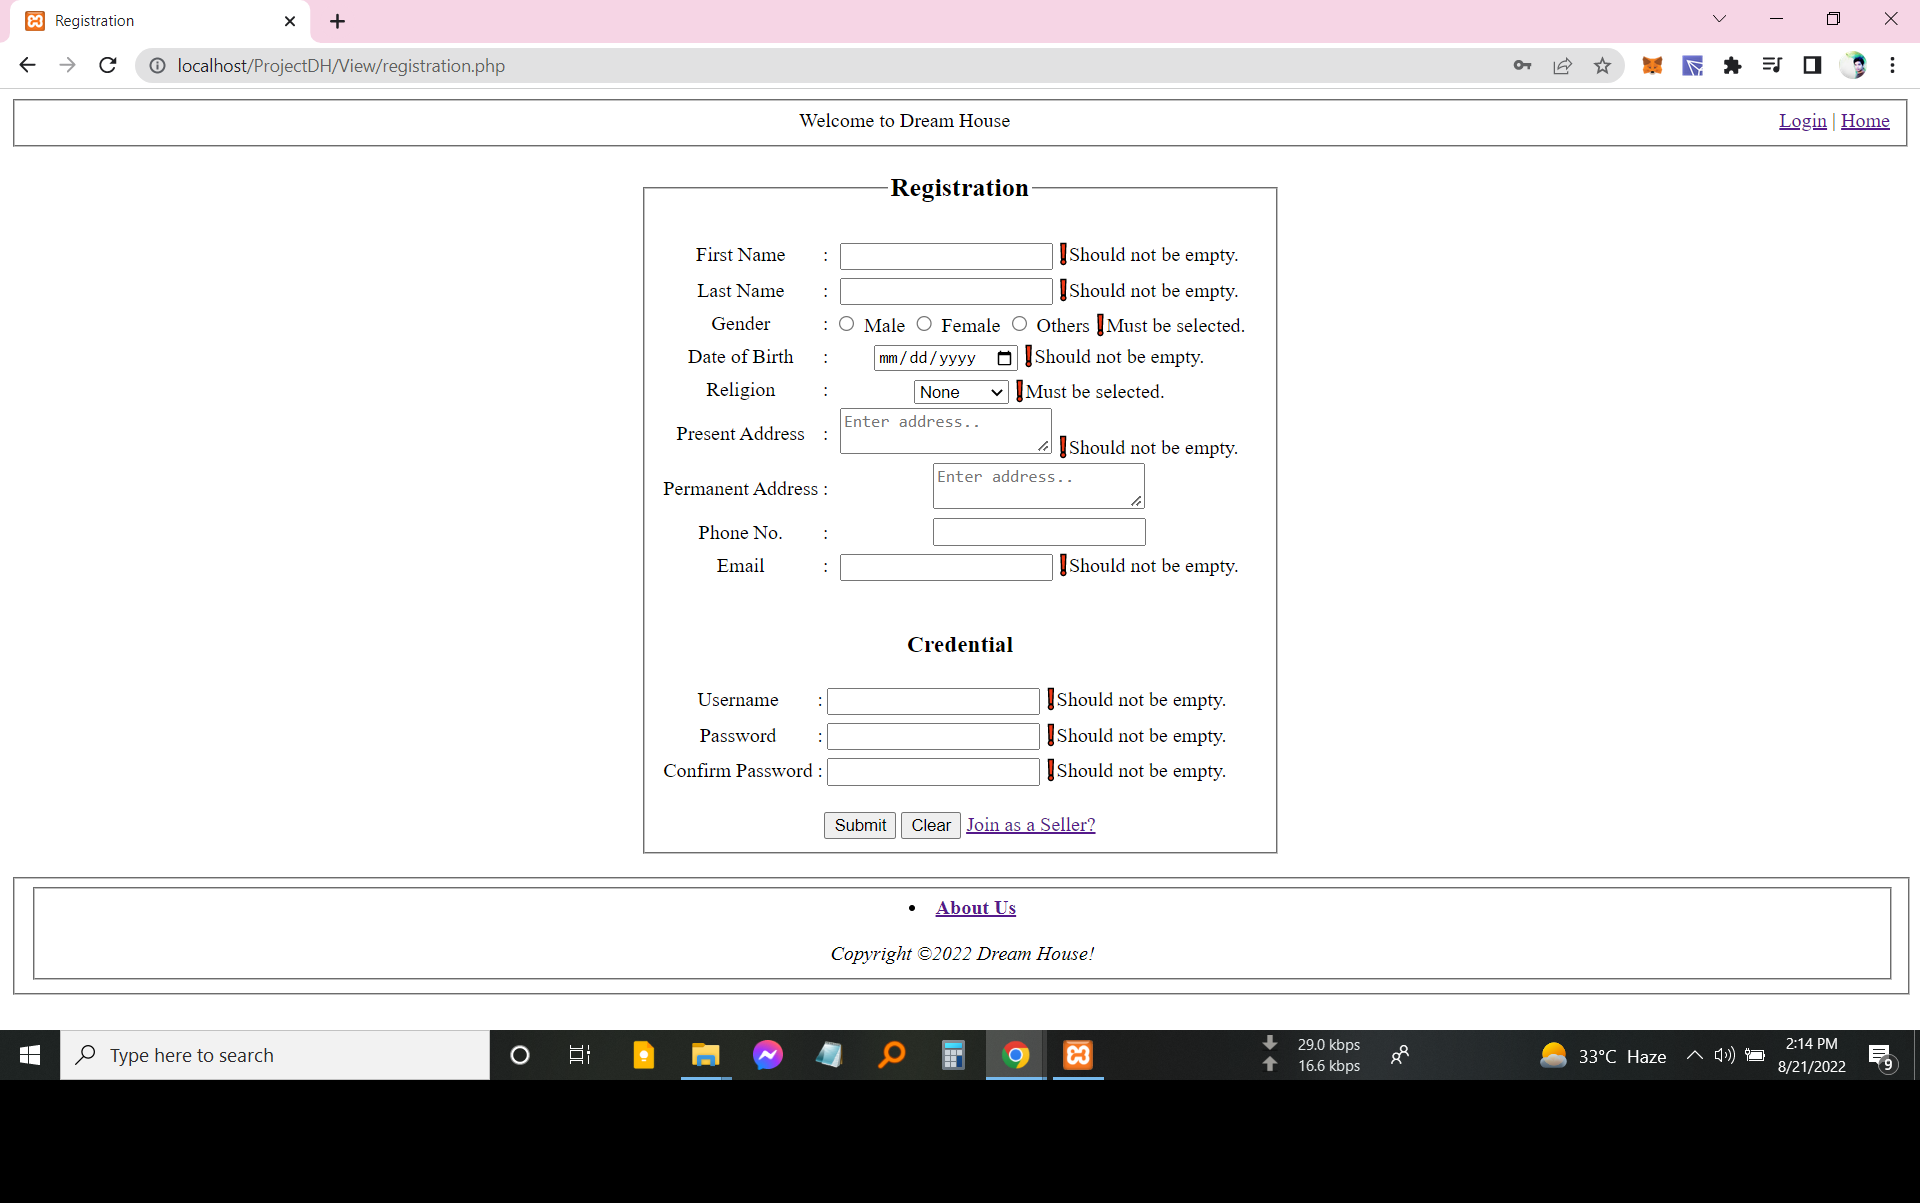 Registration
localhost/ProjectDH/View/registration.php
Welcome to Dream House
Login | Home
Registration
First Name : ❗Should not be empty.
Last Name : ❗Should not be empty.
Gender : Male Female Others ❗Must be selected.
Date of Birth : mm/dd/yyyy ❗Should not be empty.
Religion : None ❗Must be selected.
Present Address : Enter address.. ❗Should not be empty.
Permanent Address : Enter address..
Phone No. :
Email : ❗Should not be empty.
Credential
Username : ❗Should not be empty.
Password : ❗Should not be empty.
Confirm Password : ❗Should not be empty.
Submit Clear Join as a Seller?
• About Us
Copyright ©2022 Dream House!
Type here to search
29.0 kbps
16.6 kbps
33°C Haze
2:14 PM
8/21/2022
9